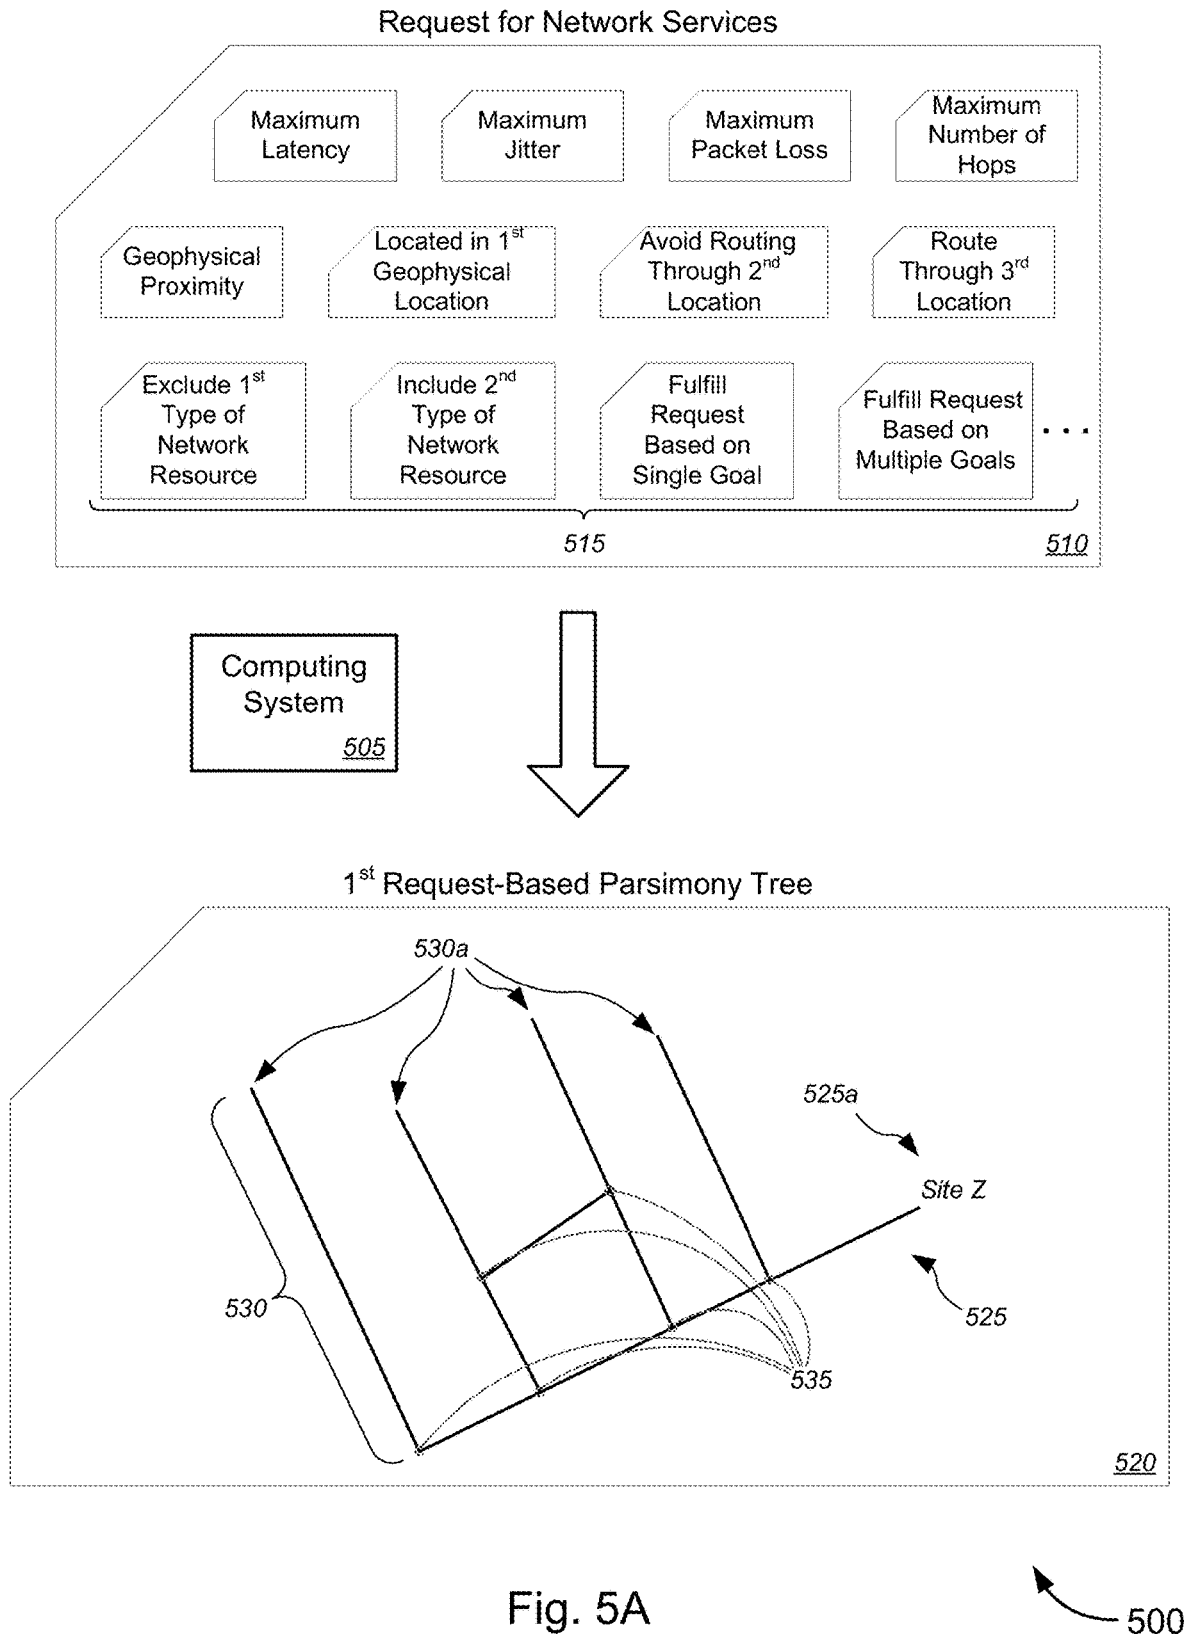 Request for Network Services
Maximum
Latency
Maximum
Jitter
Maximum
Packet Loss
Maximum
Number of
Hops
Geophysical
Proximity
Located in 1st
Geophysical
Location
Avoid Routing
Through 2nd
Location
Route
Through 3rd
Location
Exclude 1st
Type of
Network
Resource
Include 2nd
Type of
Network
Resource
Fulfill
Request
Based on
Single Goal
Fulfill Request
Based on
Multiple Goals
...
515
510
Computing
System
505
1st Request-Based Parsimony Tree
530a
525a
Site Z
530
525
535
520
Fig. 5A
500